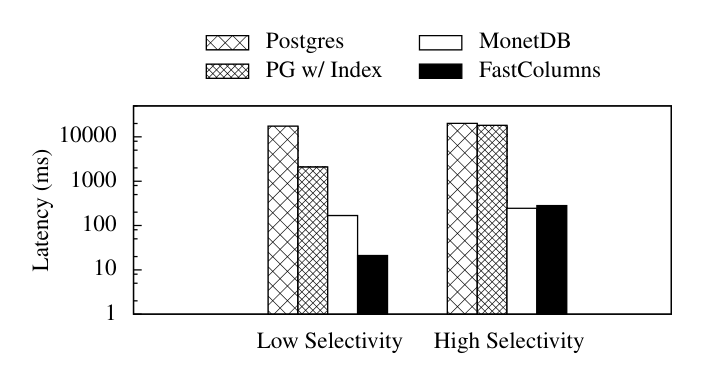 Postgres
MonetDB
PG w/ Index
FastColumns
Latency (ms)
10000
1000
100
10
1
Low Selectivity
High Selectivity